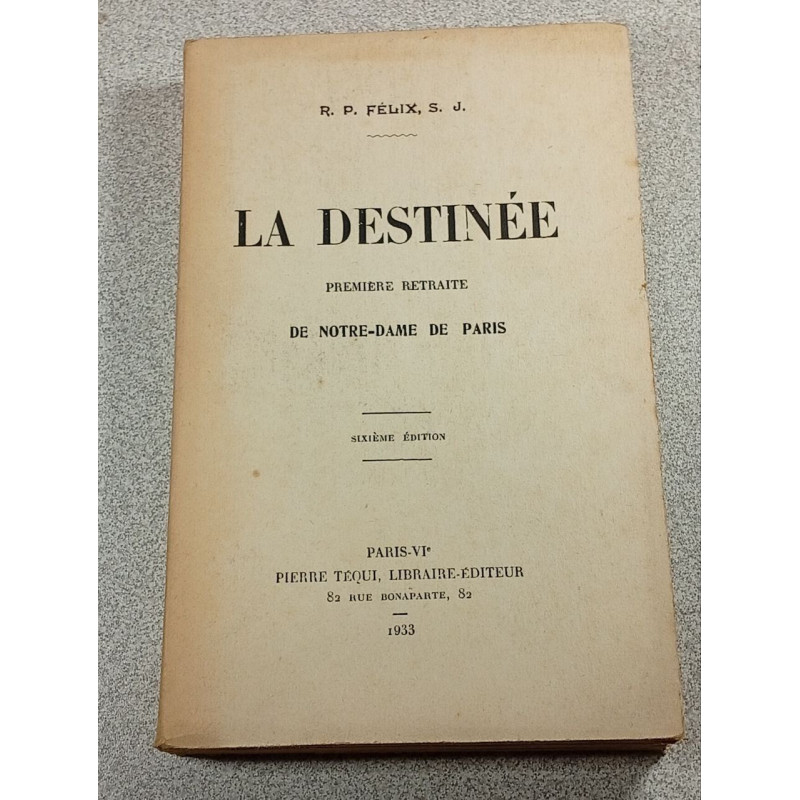 R. P. FÉLIX, S. J.
LA DESTINÉE
PREMIÈRE RETRAITE
DE NOTRE-DAME DE PARIS
SIXIÈME ÉDITION
PARIS-VIe
PIERRE TÉQUI, LIBRAIRE-ÉDITEUR
82 RUE BONAPARTE, 82
1933